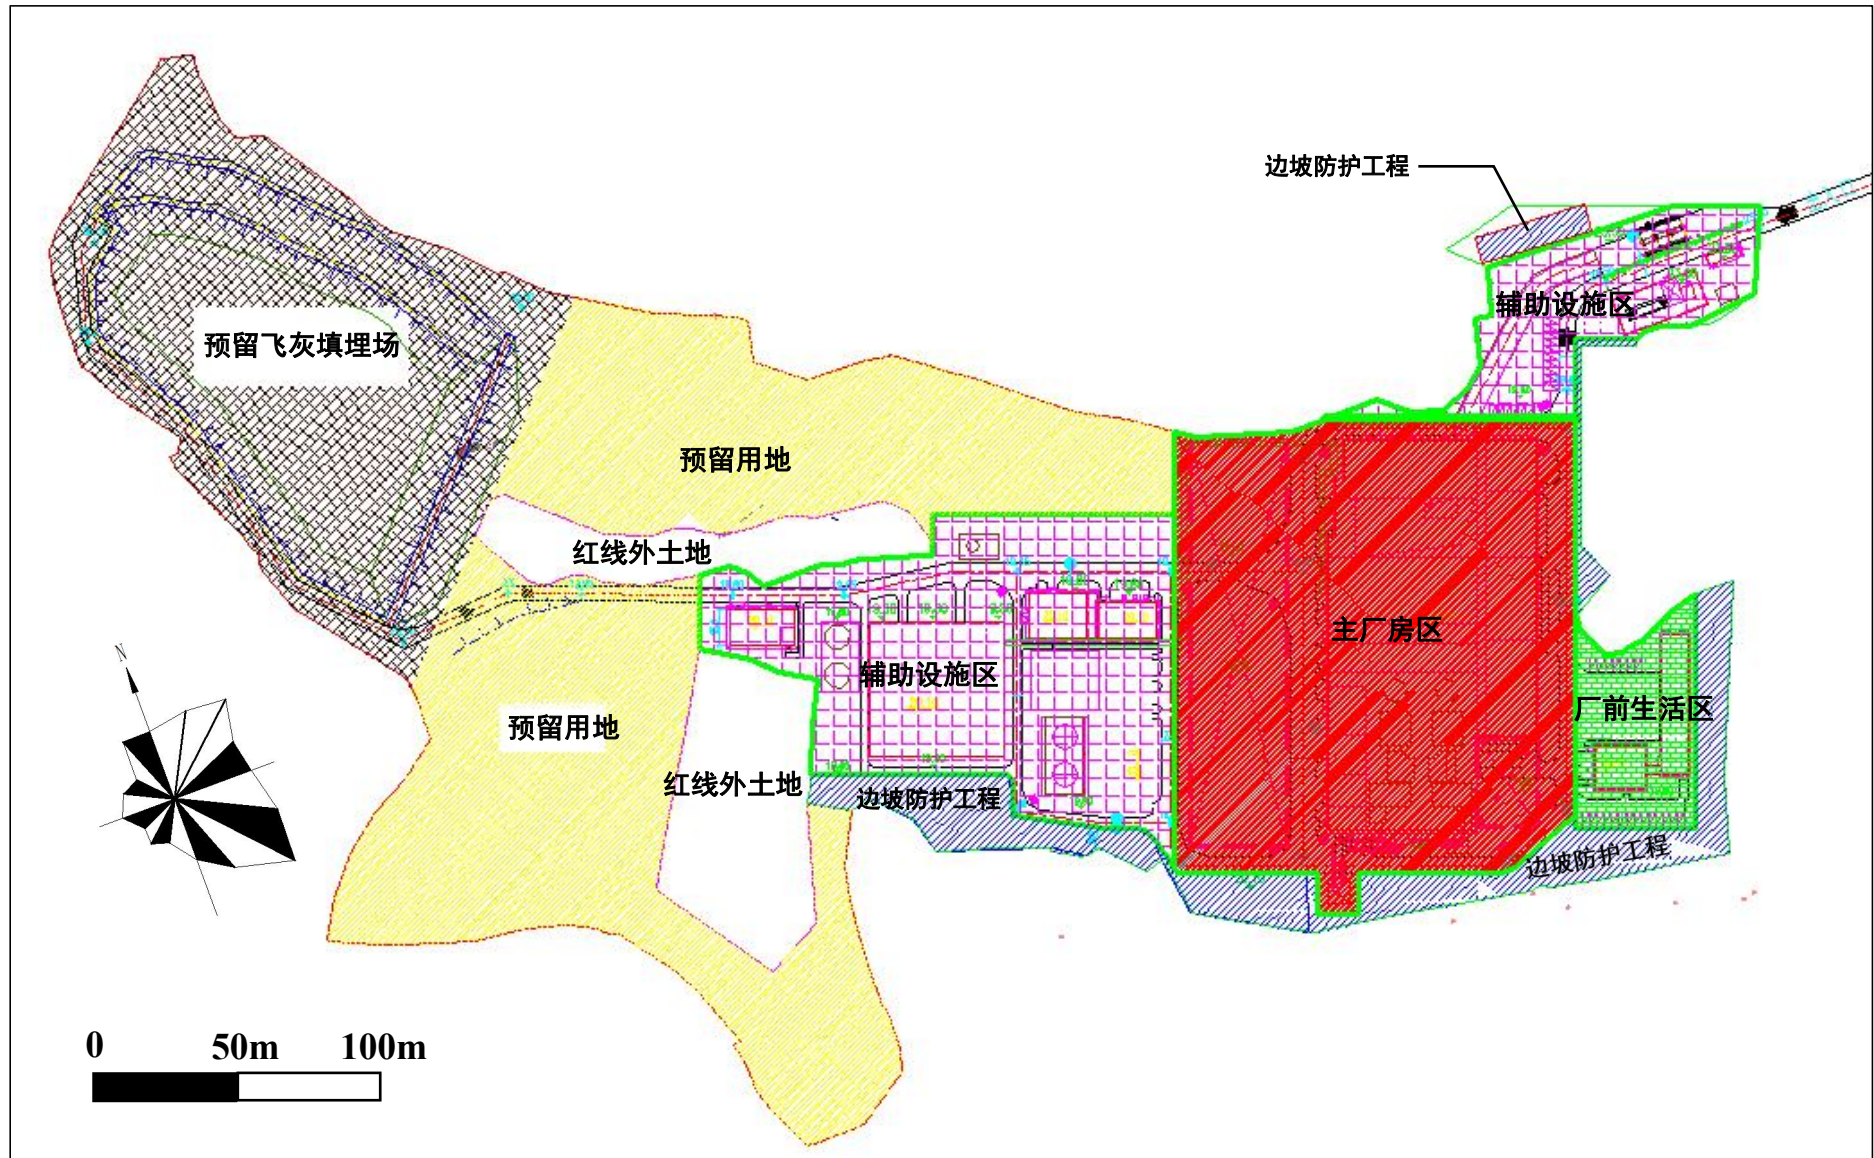 边坡防护工程
辅助设施区
预留飞灰填埋场
预留用地
红线外土地
主厂房区
辅助设施区
厂前生活区
预留用地
红线外土地
边坡防护工程
边坡防护工程
N
0 50m 100m